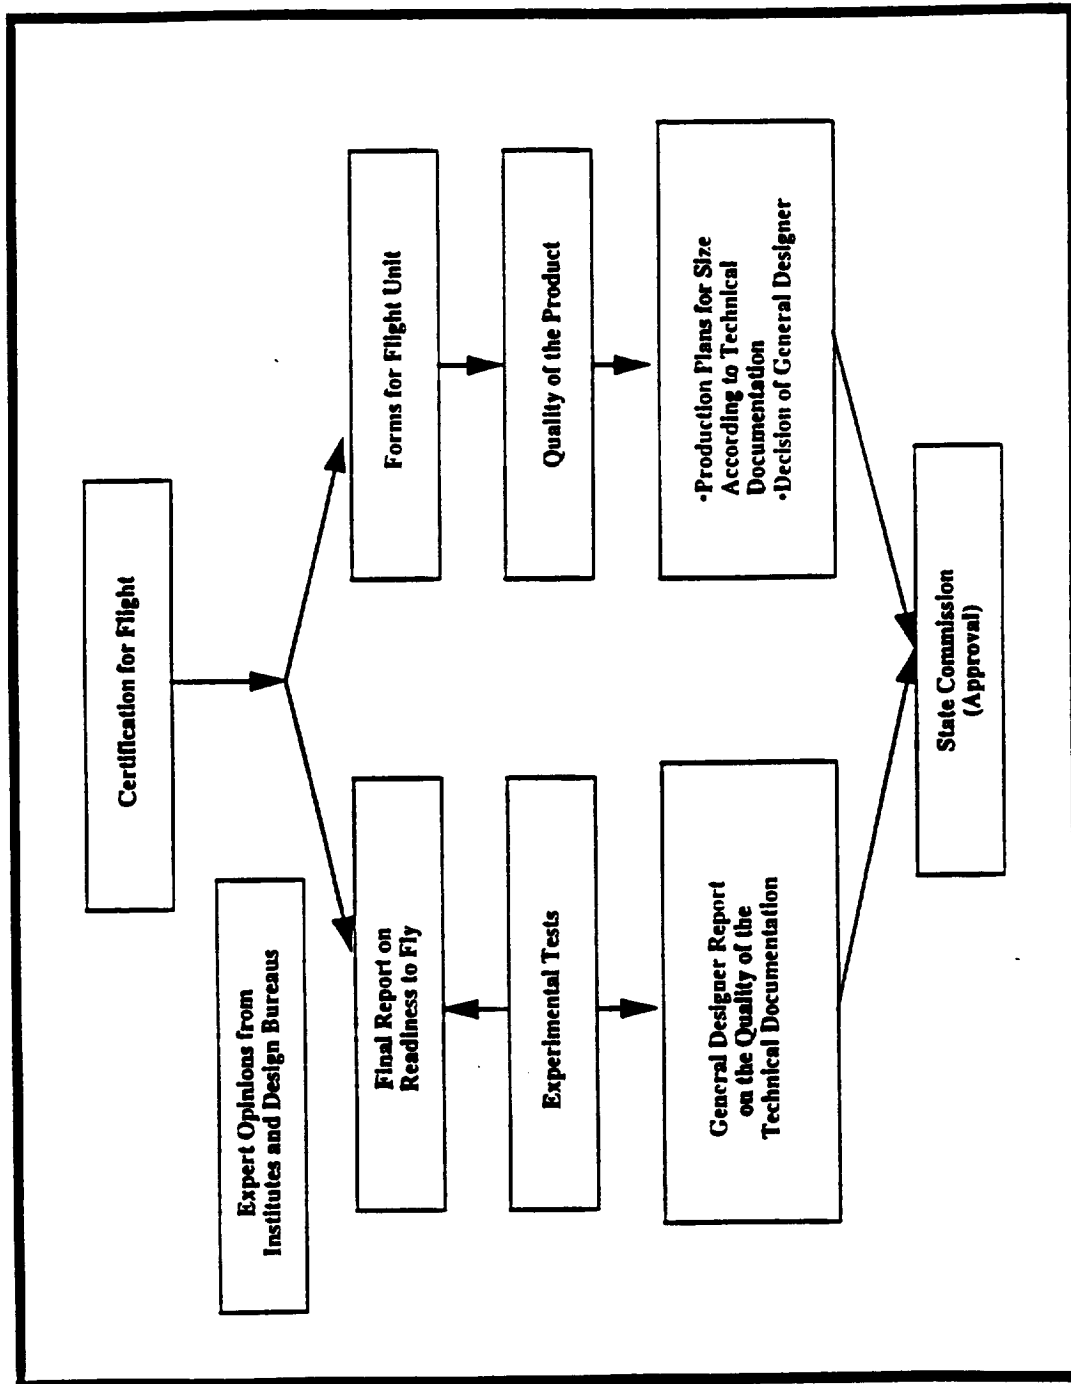 Certification for Flight
Expert Opinions from
Institutes and Design Bureaus
Final Report on
Readiness to Fly
Experimental Tests
General Designer Report
on the Quality of the
Technical Documentation
Forms for Flight Unit
Quality of the Product
•Production Plans for Size
According to Technical
Documentation
•Decision of General Designer
State Commission
(Approval)